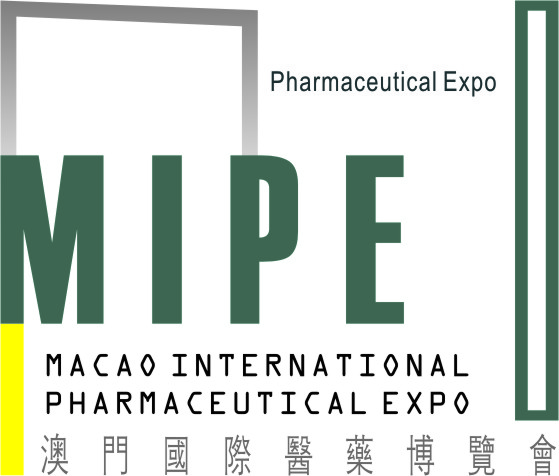 Pharmaceutical Expo
MIPE
MACAO INTERNATIONAL
PHARMACEUTICAL EXPO
澳門國際醫藥博覽會